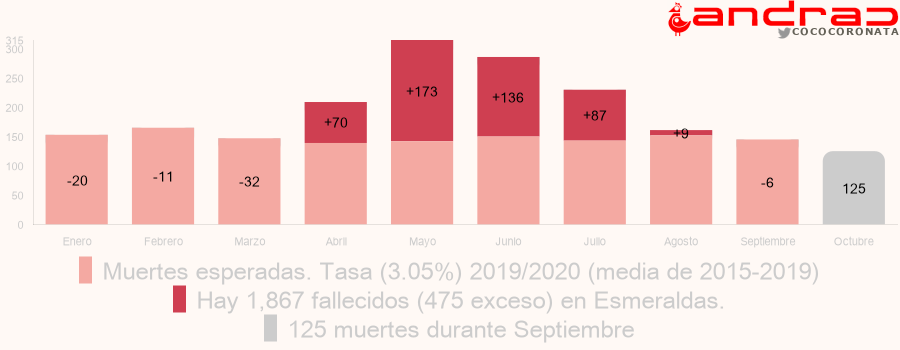 andrab
COCOCORONATA
315
300
250
200
150
100
50
0
-20
-11
-32
+70
+173
+136
+87
+9
-6
125
Enero
Febrero
Marzo
Abril
Mayo
Junio
Julio
Agosto
Septiembre
Octubre
Muertes esperadas. Tasa (3.05%) 2019/2020 (media de 2015-2019)
Hay 1,867 fallecidos (475 exceso) en Esmeraldas.
125 muertes durante Septiembre